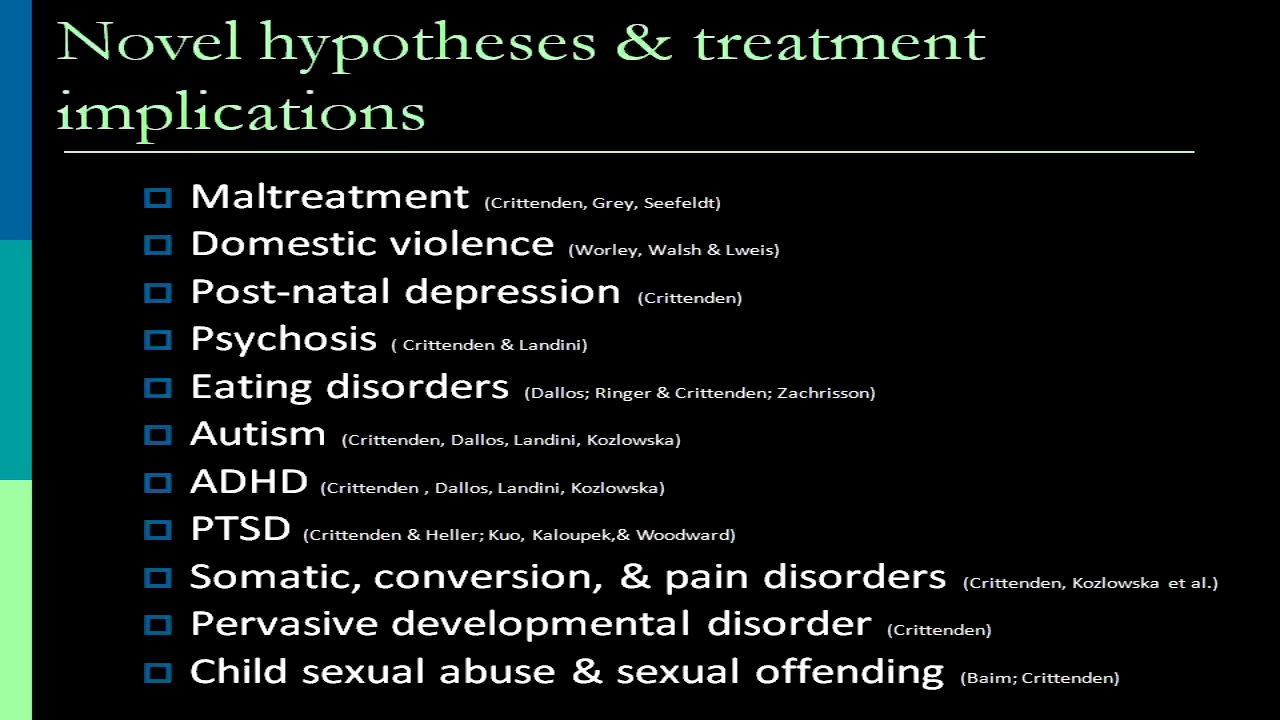 Novel hypotheses & treatment
implications
Maltreatment (Crittenden, Grey, Seefeldt)
Domestic violence (Worley, Walsh & Lweis)
Post-natal depression (Crittenden)
Psychosis ( Crittenden & Landini)
Eating disorders (Dallos; Ringer & Crittenden; Zachrisson)
Autism (Crittenden, Dallos, Landini, Kozlowska)
ADHD (Crittenden , Dallos, Landini, Kozlowska)
PTSD (Crittenden & Heller; Kuo, Kaloupek,& Woodward)
Somatic, conversion, & pain disorders (Crittenden, Kozlowska et al.)
Pervasive developmental disorder (Crittenden)
Child sexual abuse & sexual offending (Baim; Crittenden)